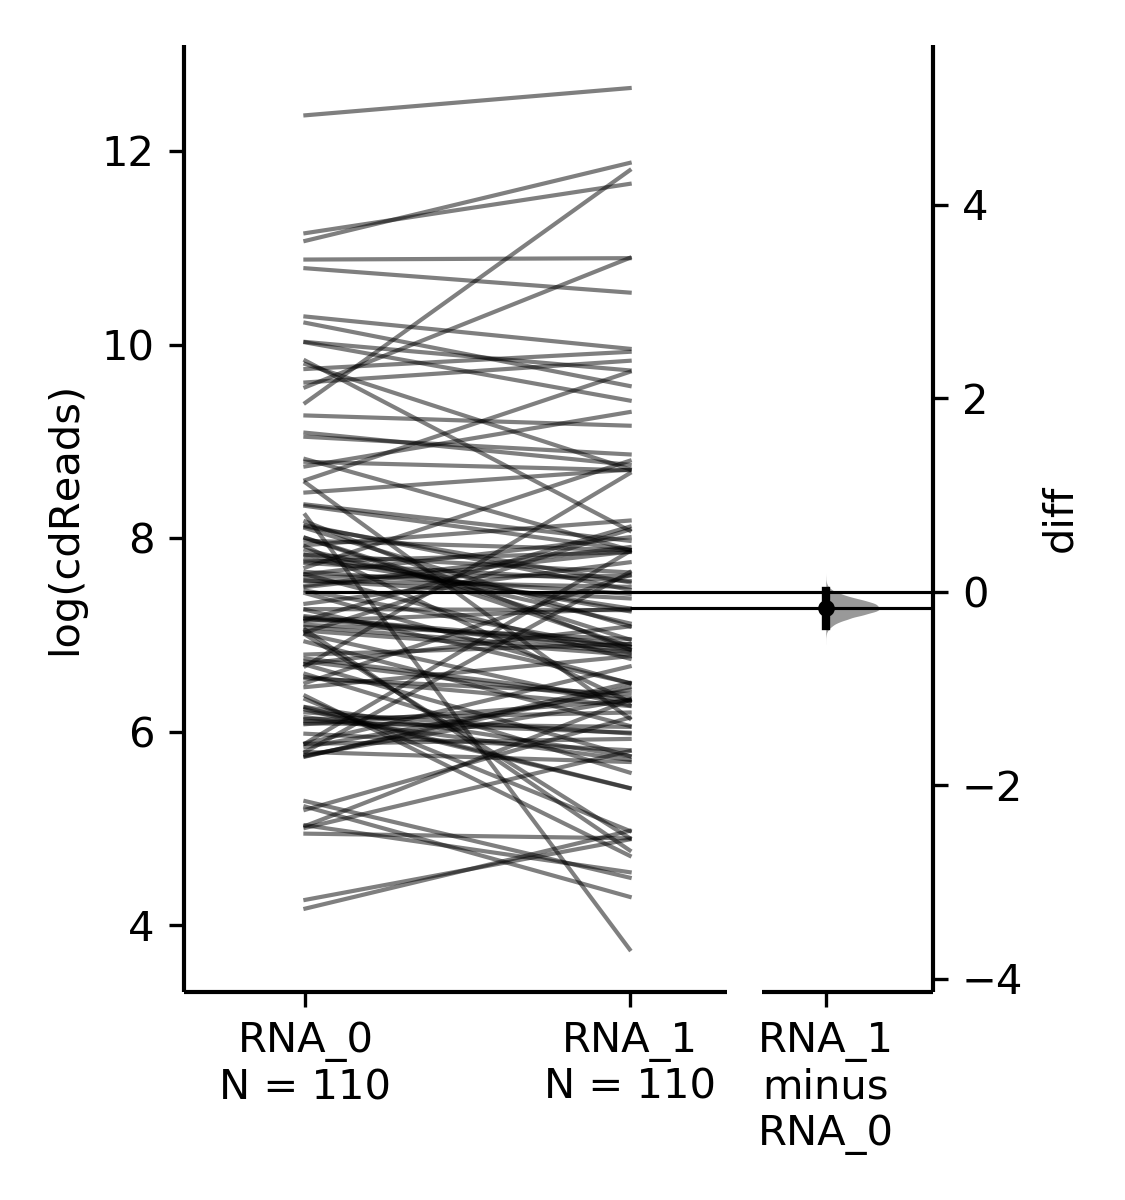 log(cdReads)
12
10
8
6
4
4
2
0
−2
−4
diff
RNA_0
N = 110
RNA_1
N = 110
RNA_1
minus
RNA_0